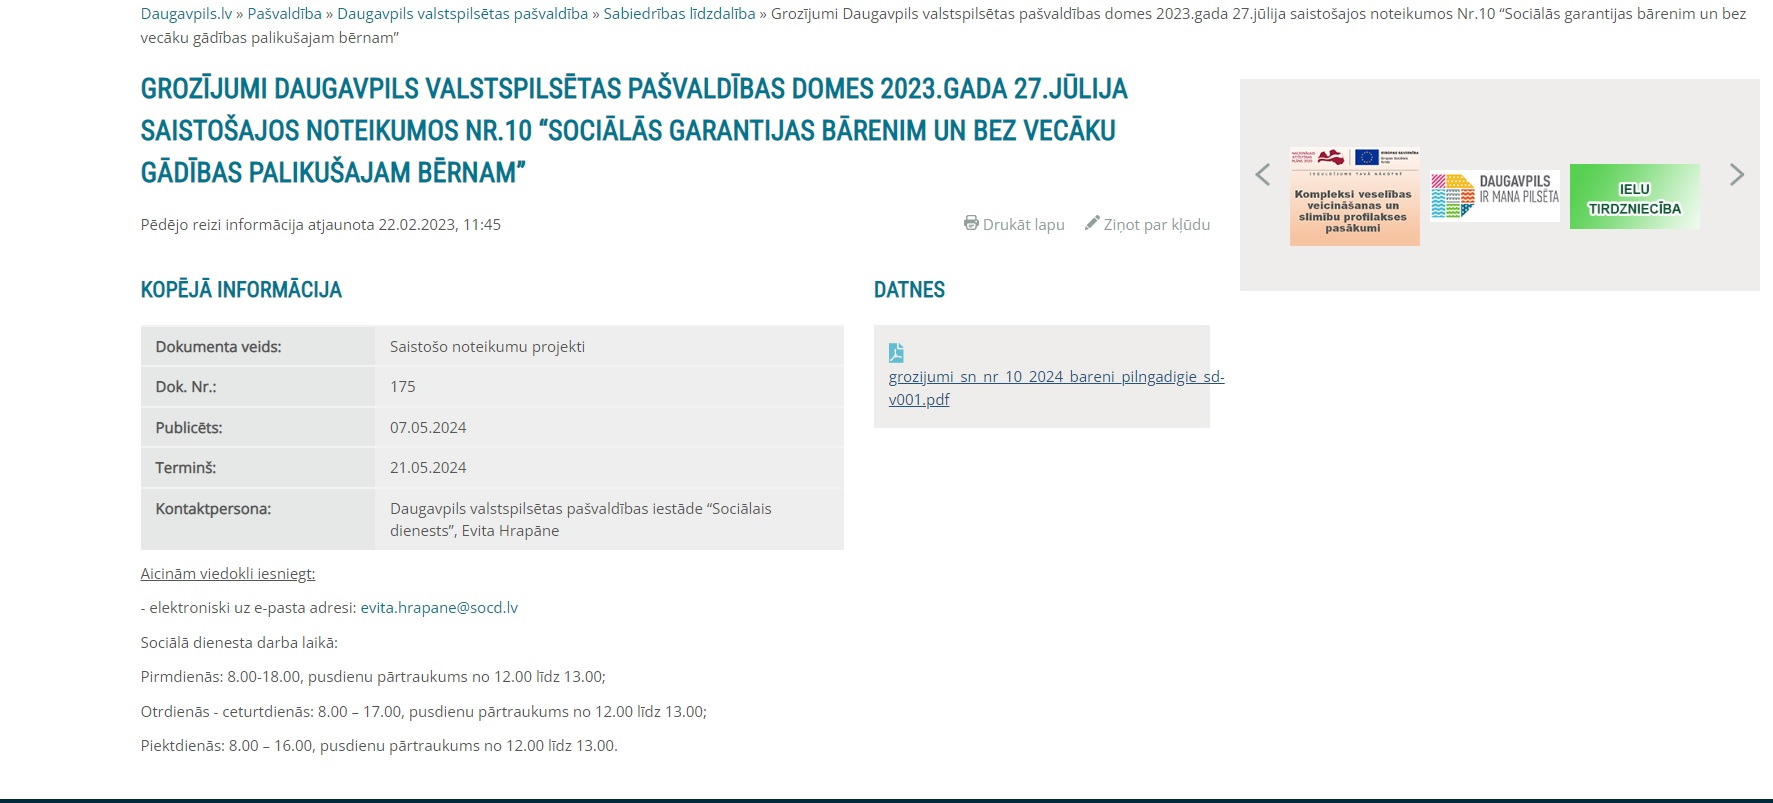 Daugavpils.lv » Pašvaldība » Daugavpils valstspilsētas pašvaldība » Sabiedrības līdzdalība » Grozījumi Daugavpils valstspilsētas pašvaldības domes 2023.gada 27.jūlija saistošajos noteikumos Nr.10 “Sociālās garantijas bārenim un bez
vecāku gādības palikušajam bērnam”
GROZĪJUMI DAUGAVPILS VALSTSPILSĒTAS PAŠVALDĪBAS DOMES 2023.GADA 27.JŪLIJA
SAISTOŠAJOS NOTEIKUMOS NR.10 “SOCIĀLĀS GARANTIJAS BĀRENIM UN BEZ VECĀKU
GĀDĪBAS PALIKUŠAJAM BĒRNAM”
Pēdējo reizi informācija atjaunota 22.02.2023, 11:45
Drukāt lapu
Ziņot par kļūdu
KOPĒJĀ INFORMĀCIJA
Dokumenta veids: Saistošo noteikumu projekti
Dok. Nr.: 175
Publicēts: 07.05.2024
Termiņš: 21.05.2024
Kontaktpersona: Daugavpils valstspilsētas pašvaldības iestāde “Sociālais
dienests”, Evita Hrapāne
Aicinām viedokli iesniegt:
- elektroniski uz e-pasta adresi: evita.hrapane@socd.lv
Sociālā dienesta darba laikā:
Pirmdienās: 8.00-18.00, pusdienu pārtraukums no 12.00 līdz 13.00;
Otrdienās - ceturtdienās: 8.00 – 17.00, pusdienu pārtraukums no 12.00 līdz 13.00;
Piektdienās: 8.00 – 16.00, pusdienu pārtraukums no 12.00 līdz 13.00.
DATNES
grozijumi_sn_nr_10_2024_bareni_pilngadigie_sd-
v001.pdf
IEGULDĪJUMS TAVĀ NĀKOTNĒ
Kompleksi veselības
veicināšanas un
slimību profilakses
pasākumi
DAUGAVPILS
IR MANA PILSĒTA
IELU
TIRDZNIECĪBA